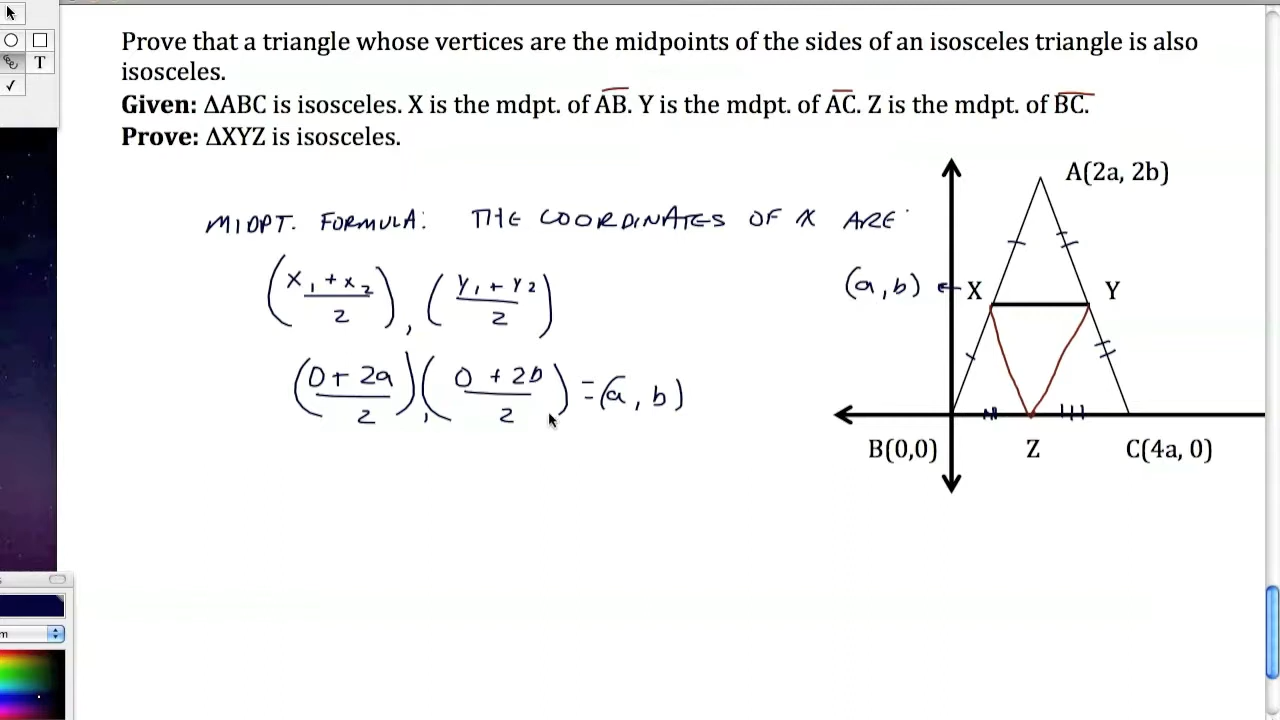 Prove that a triangle whose vertices are the midpoints of the sides of an isosceles triangle is also
isosceles.
Given: ΔABC is isosceles. X is the mdpt. of AB. Y is the mdpt. of AC. Z is the mdpt. of BC.
Prove: ΔXYZ is isosceles.
A(2a, 2b)
MIDPT. FORMULA: THE COORDINATES OF X ARE:
(x₁ + x₂ / 2), (y₁ + y₂ / 2)
(a, b) ← X Y
(0 + 2a / 2), (0 + 2b / 2) = (a, b)
B(0,0) Z C(4a, 0)
T
m